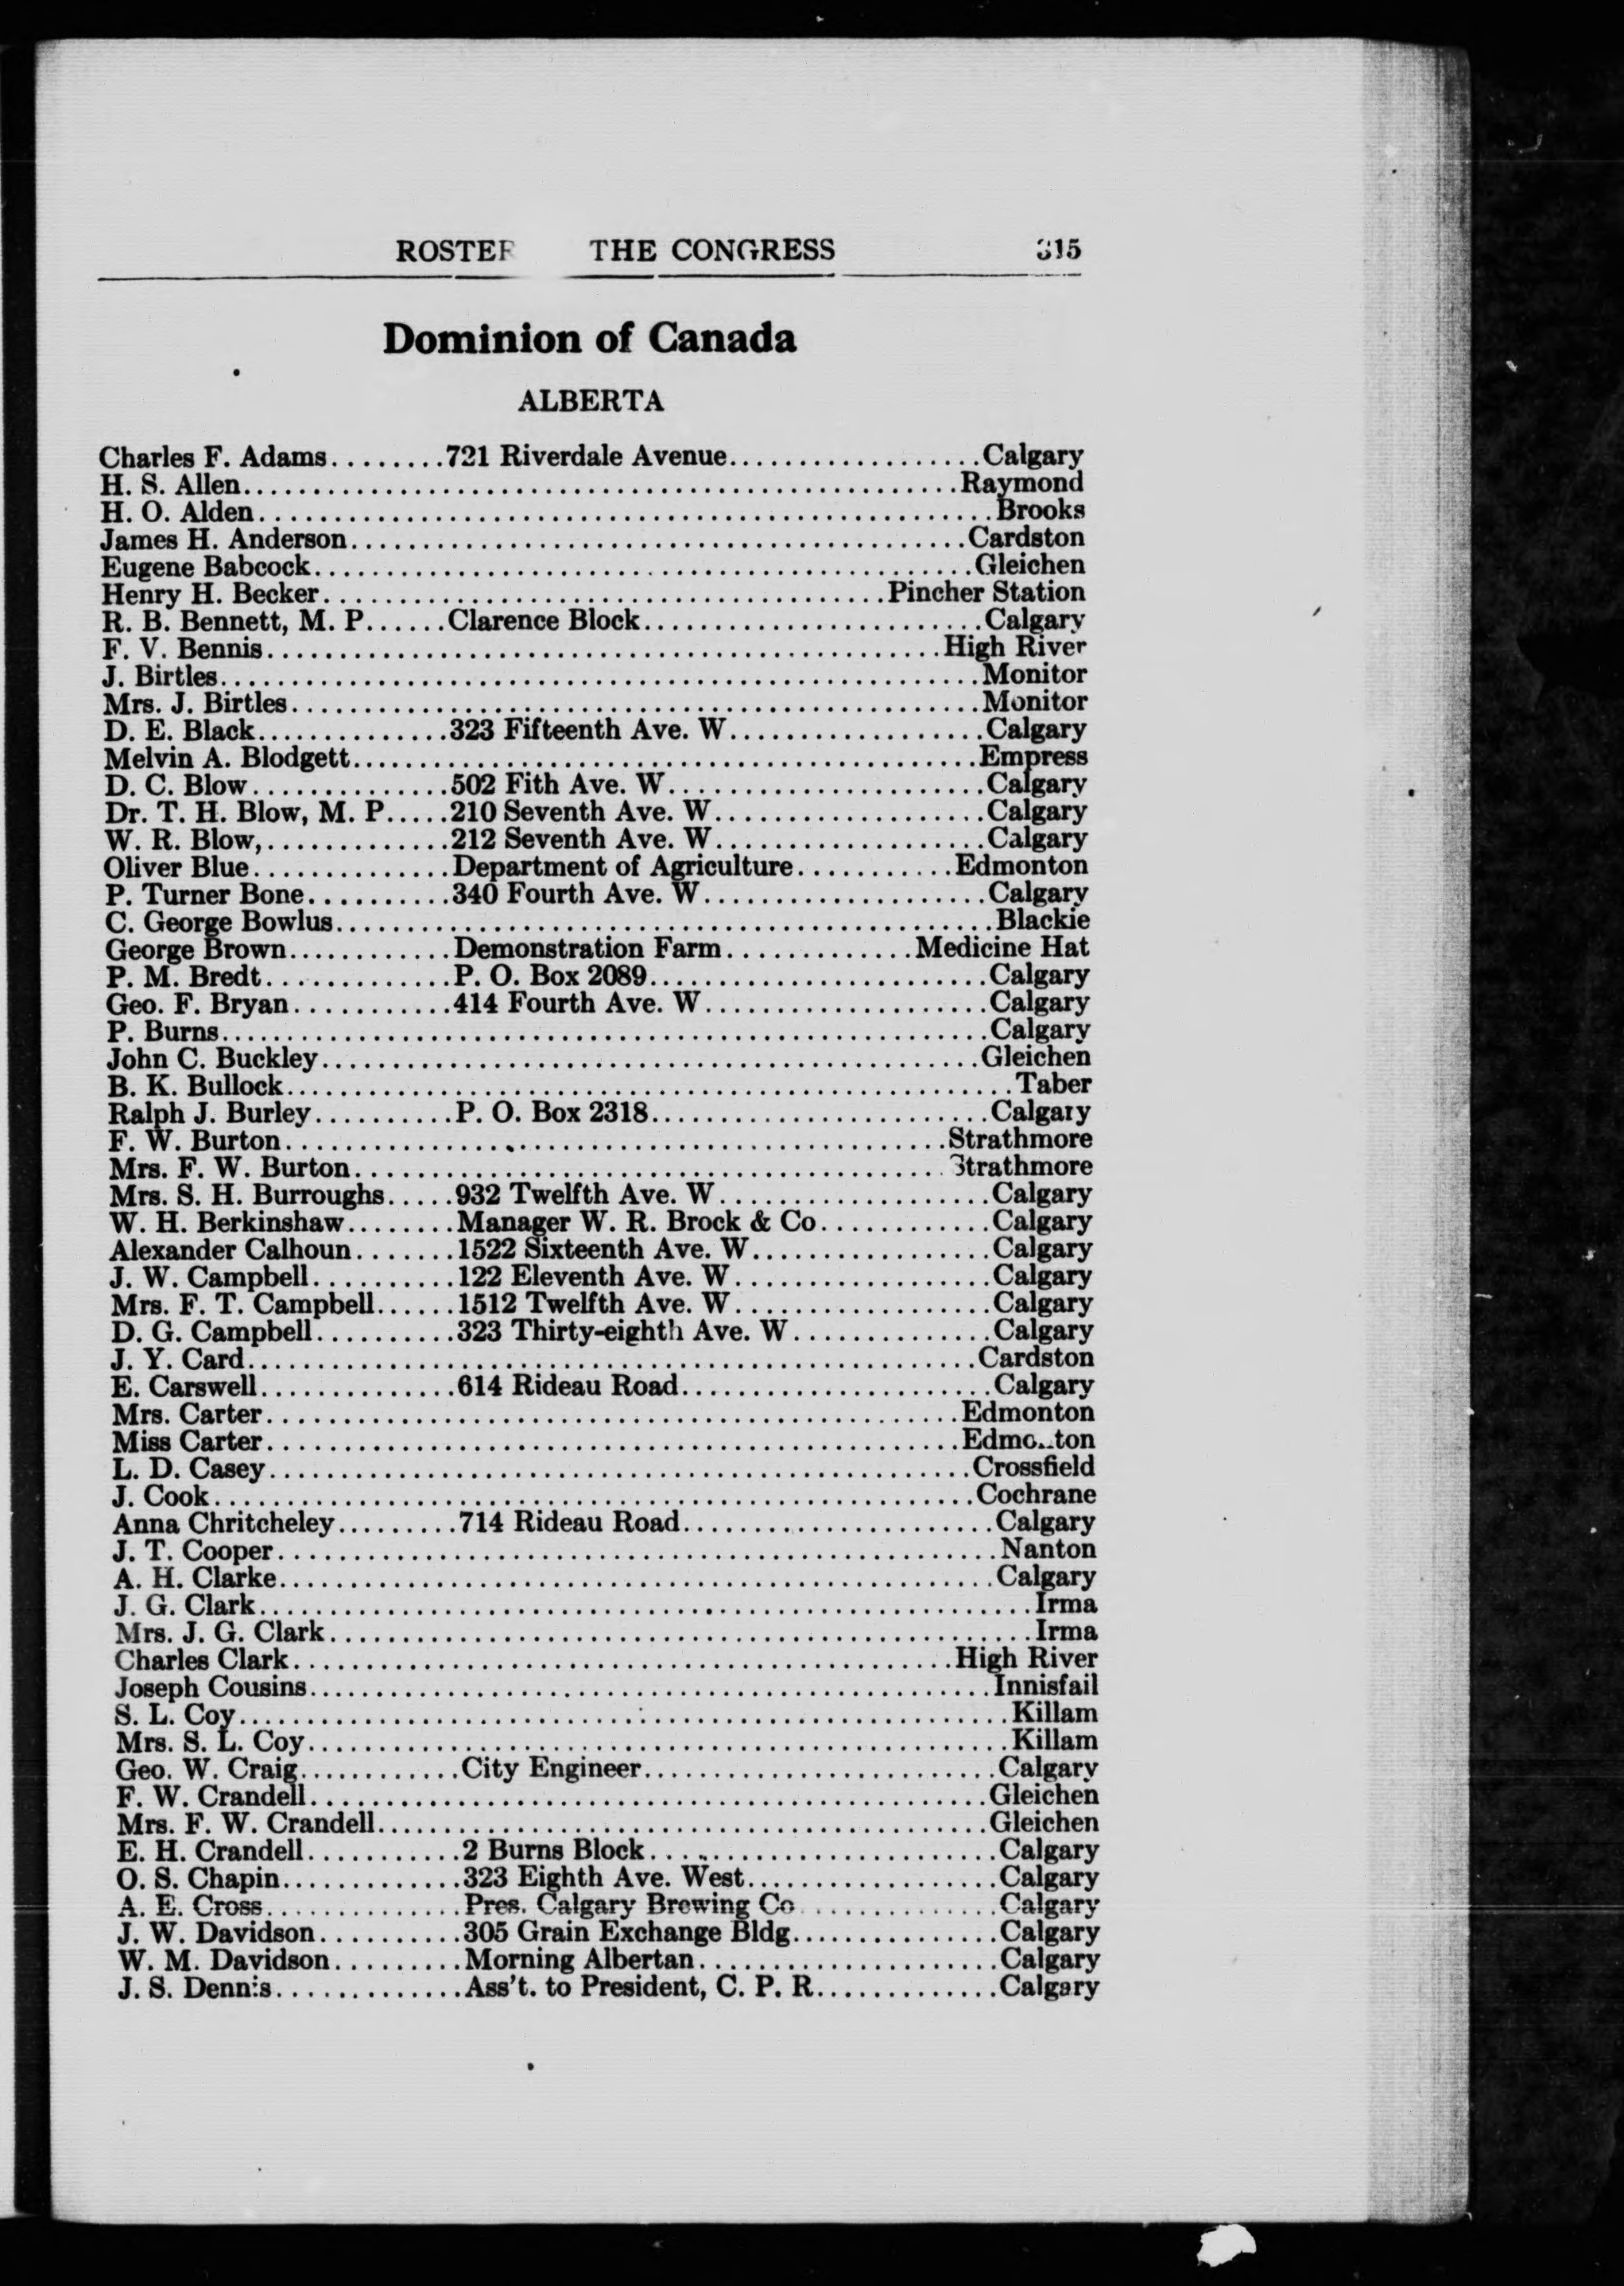 ROSTER THE CONGRESS 315
Dominion of Canada
ALBERTA
Charles F. Adams.........721 Riverdale Avenue..................Calgary
H. S. Allen....................................................Raymond
H. O. Alden.....................................................Brooks
James H. Anderson.............................................Cardston
Eugene Babcock................................................Gleichen
Henry H. Becker........................................Pincher Station
R. B. Bennett, M. P......Clarence Block........................Calgary
F. V. Bennis................................................High River
J. Birtles.....................................................Monitor
Mrs. J. Birtles................................................Monitor
D. E. Black..............323 Fifteenth Ave. W..................Calgary
Melvin A. Blodgett.............................................Empress
D. C. Blow..............502 Fith Ave. W.......................Calgary
Dr. T. H. Blow, M. P.....210 Seventh Ave. W...................Calgary
W. R. Blow,.............212 Seventh Ave. W...................Calgary
Oliver Blue..............Department of Agriculture...........Edmonton
P. Turner Bone..........340 Fourth Ave. W....................Calgary
C. George Bowlus...............................................Blackie
George Brown............Demonstration Farm.............Medicine Hat
P. M. Bredt.............P. O. Box 2089........................Calgary
Geo. F. Bryan...........414 Fourth Ave. W....................Calgary
P. Burns.......................................................Calgary
John C. Buckley...............................................Gleichen
B. K. Bullock....................................................Taber
Ralph J. Burley..........P. O. Box 2318........................Calgary
F. W. Burton................................................Strathmore
Mrs. F. W. Burton..........................................Strathmore
Mrs. S. H. Burroughs.....932 Twelfth Ave. W...................Calgary
W. H. Berkinshaw........Manager W. R. Brock & Co............Calgary
Alexander Calhoun.......1522 Sixteenth Ave. W.................Calgary
J. W. Campbell..........122 Eleventh Ave. W..................Calgary
Mrs. F. T. Campbell......1512 Twelfth Ave. W..................Calgary
D. G. Campbell..........323 Thirty-eighth Ave. W..............Calgary
J. Y. Card....................................................Cardston
E. Carswell..............614 Rideau Road......................Calgary
Mrs. Carter..................................................Edmonton
Miss Carter..................................................Edmonton
L. D. Casey.................................................Crossfield
J. Cook......................................................Cochrane
Anna Chritcheley.........714 Rideau Road......................Calgary
J. T. Cooper...................................................Nanton
A. H. Clarke..................................................Calgary
J. G. Clark......................................................Irma
Mrs. J. G. Clark.................................................Irma
Charles Clark..............................................High River
Joseph Cousins...............................................Innisfail
S. L. Coy......................................................Killam
Mrs. S. L. Coy.................................................Killam
Geo. W. Craig............City Engineer.........................Calgary
F. W. Crandell................................................Gleichen
Mrs. F. W. Crandell...........................................Gleichen
E. H. Crandell...........2 Burns Block.........................Calgary
O. S. Chapin.............323 Eighth Ave. West..................Calgary
A. E. Cross..............Pres. Calgary Brewing Co..............Calgary
J. W. Davidson..........305 Grain Exchange Bldg...............Calgary
W. M. Davidson.........Morning Albertan......................Calgary
J. S. Dennis.............Ass't. to President, C. P. R.............Calgary